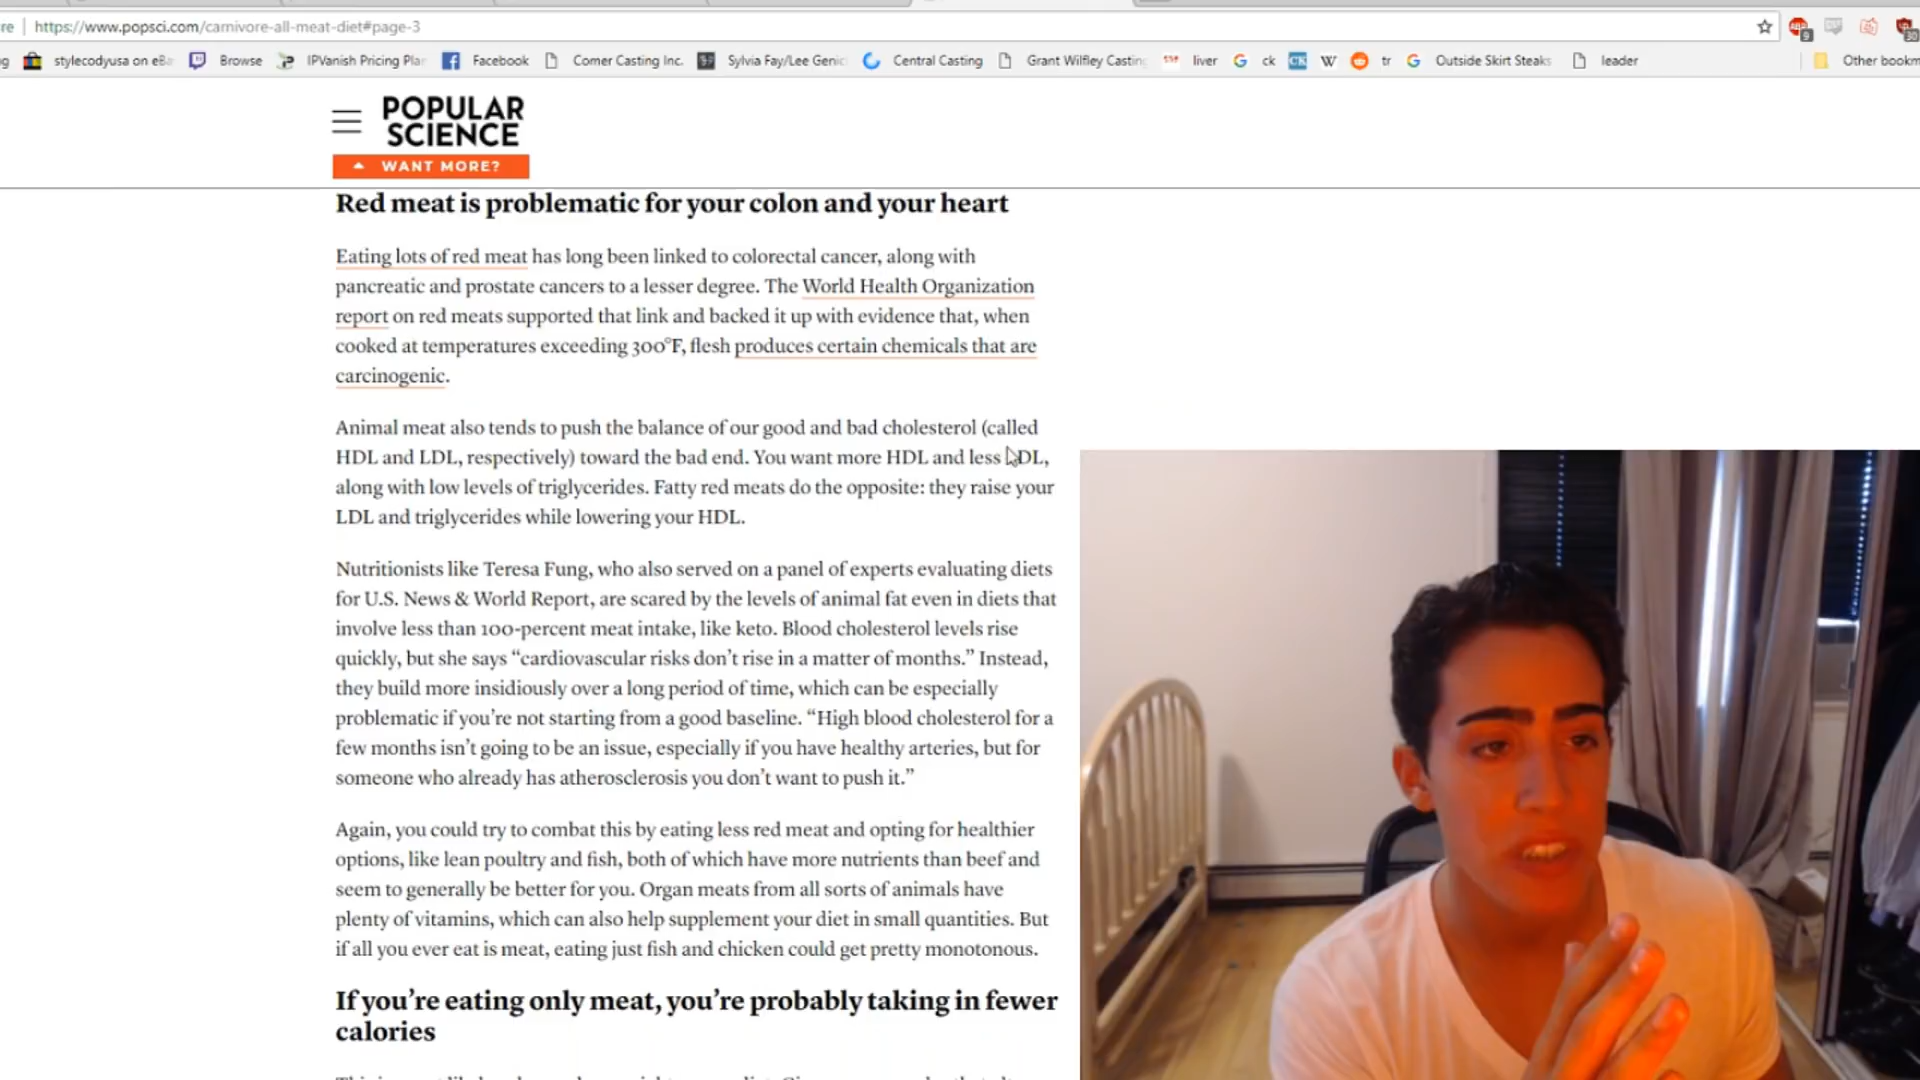 re | https://www.popsci.com/carnivore-all-meat-diet#page-3
g stylecodyusa on eBa Browse IPVanish Pricing Plan Facebook Comer Casting Inc. Sylvia Fay/Lee Genic Central Casting Grant Wilfley Casting liver ck CK W tr Outside Skirt Steaks leader Other bookm
POPULAR
SCIENCE
WANT MORE?
Red meat is problematic for your colon and your heart
Eating lots of red meat has long been linked to colorectal cancer, along with
pancreatic and prostate cancers to a lesser degree. The World Health Organization
report on red meats supported that link and backed it up with evidence that, when
cooked at temperatures exceeding 300°F, flesh produces certain chemicals that are
carcinogenic.
Animal meat also tends to push the balance of our good and bad cholesterol (called
HDL and LDL, respectively) toward the bad end. You want more HDL and less LDL,
along with low levels of triglycerides. Fatty red meats do the opposite: they raise your
LDL and triglycerides while lowering your HDL.
Nutritionists like Teresa Fung, who also served on a panel of experts evaluating diets
for U.S. News & World Report, are scared by the levels of animal fat even in diets that
involve less than 100-percent meat intake, like keto. Blood cholesterol levels rise
quickly, but she says “cardiovascular risks don’t rise in a matter of months.” Instead,
they build more insidiously over a long period of time, which can be especially
problematic if you’re not starting from a good baseline. “High blood cholesterol for a
few months isn’t going to be an issue, especially if you have healthy arteries, but for
someone who already has atherosclerosis you don’t want to push it.”
Again, you could try to combat this by eating less red meat and opting for healthier
options, like lean poultry and fish, both of which have more nutrients than beef and
seem to generally be better for you. Organ meats from all sorts of animals have
plenty of vitamins, which can also help supplement your diet in small quantities. But
if all you ever eat is meat, eating just fish and chicken could get pretty monotonous.
If you’re eating only meat, you’re probably taking in fewer
calories